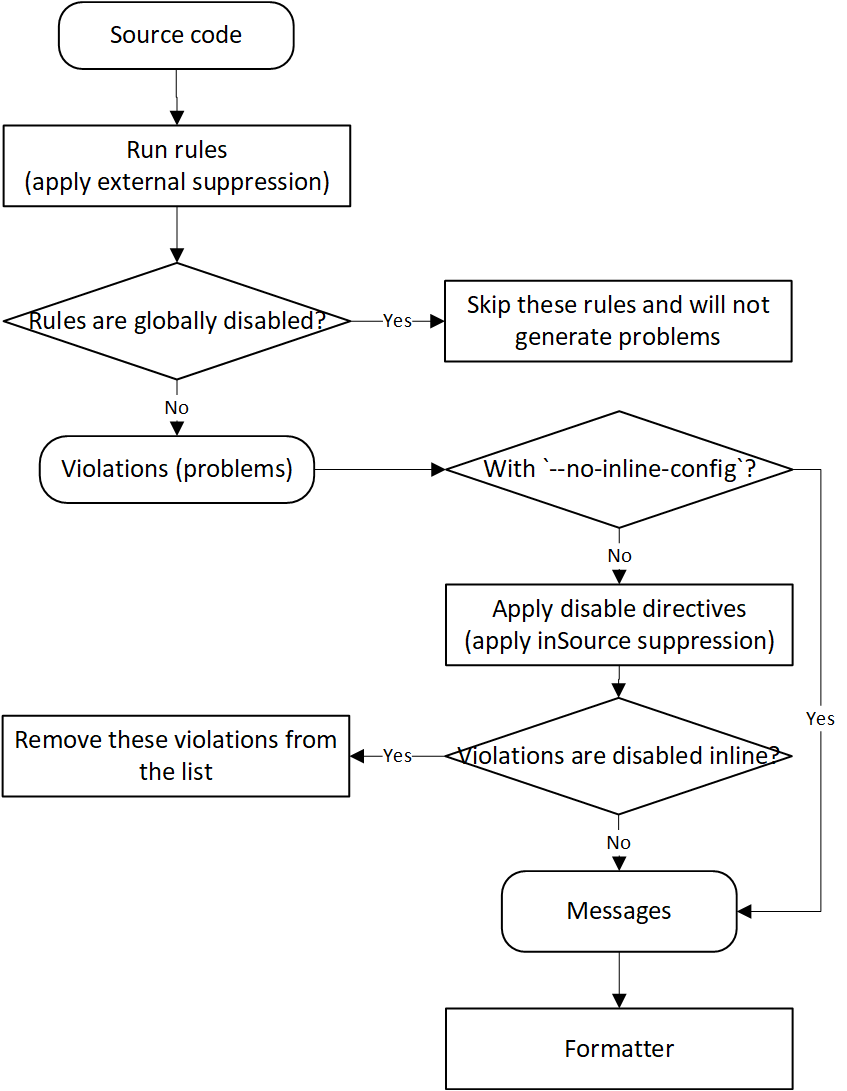 Source code
Run rules
(apply external suppression)
Rules are globally disabled?
Yes
Skip these rules and will not
generate problems
No
Violations (problems)
With `--no-inline-config`?
No
Apply disable directives
(apply inSource suppression)
Yes
Violations are disabled inline?
Yes
Remove these violations from
the list
No
Messages
Formatter